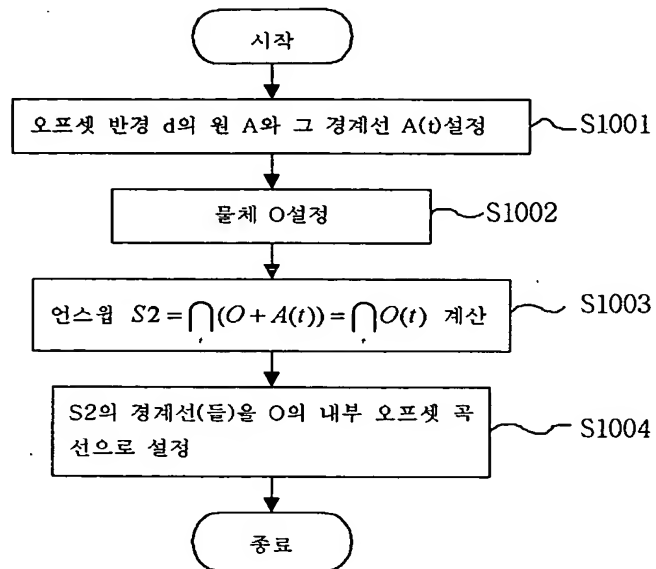 시작
오프셋 반경 d의 원 A와 그 경계선 A(t)설정
S1001
물체 O설정
S1002
언스윕 S2 = ⋂_t (O + A(t)) = ⋂_t O(t) 계산
S1003
S2의 경계선(들)을 O의 내부 오프셋 곡
선으로 설정
S1004
종료